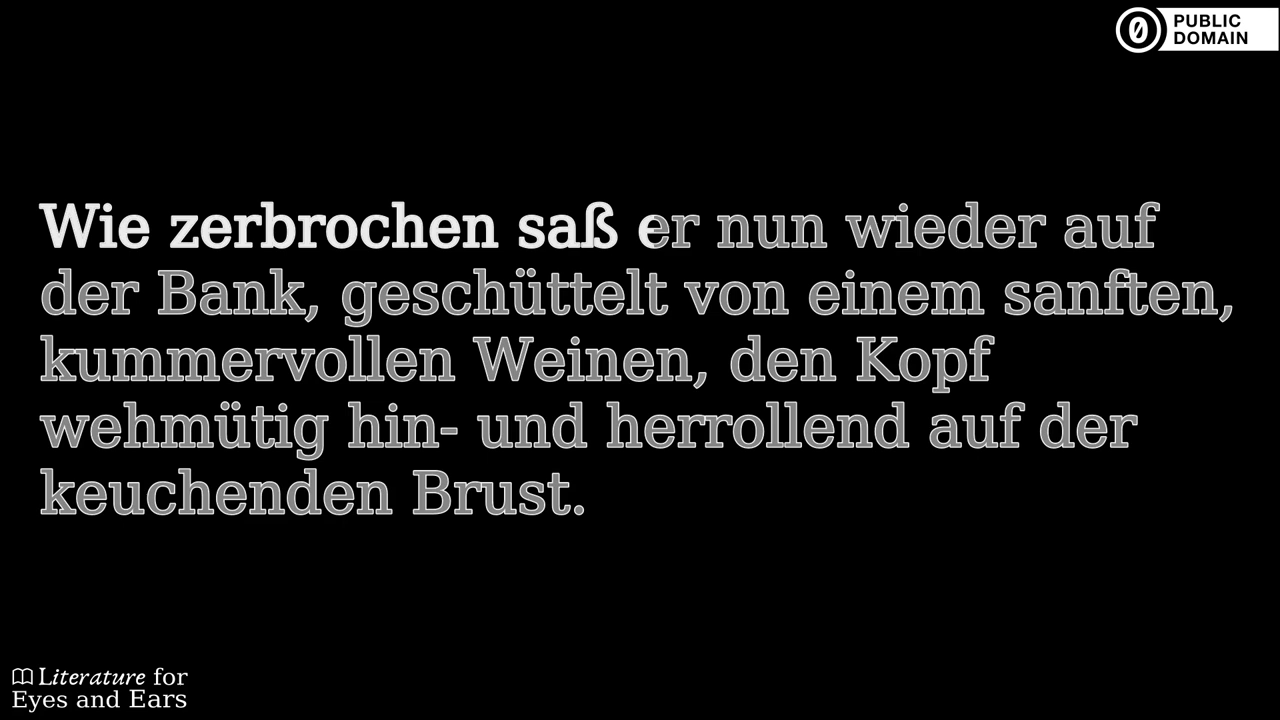 PUBLIC
DOMAIN
Wie zerbrochen saß er nun wieder auf
der Bank, geschüttelt von einem sanften,
kummervollen Weinen, den Kopf
wehmütig hin- und herrollend auf der
keuchenden Brust.
Literature for
Eyes and Ears